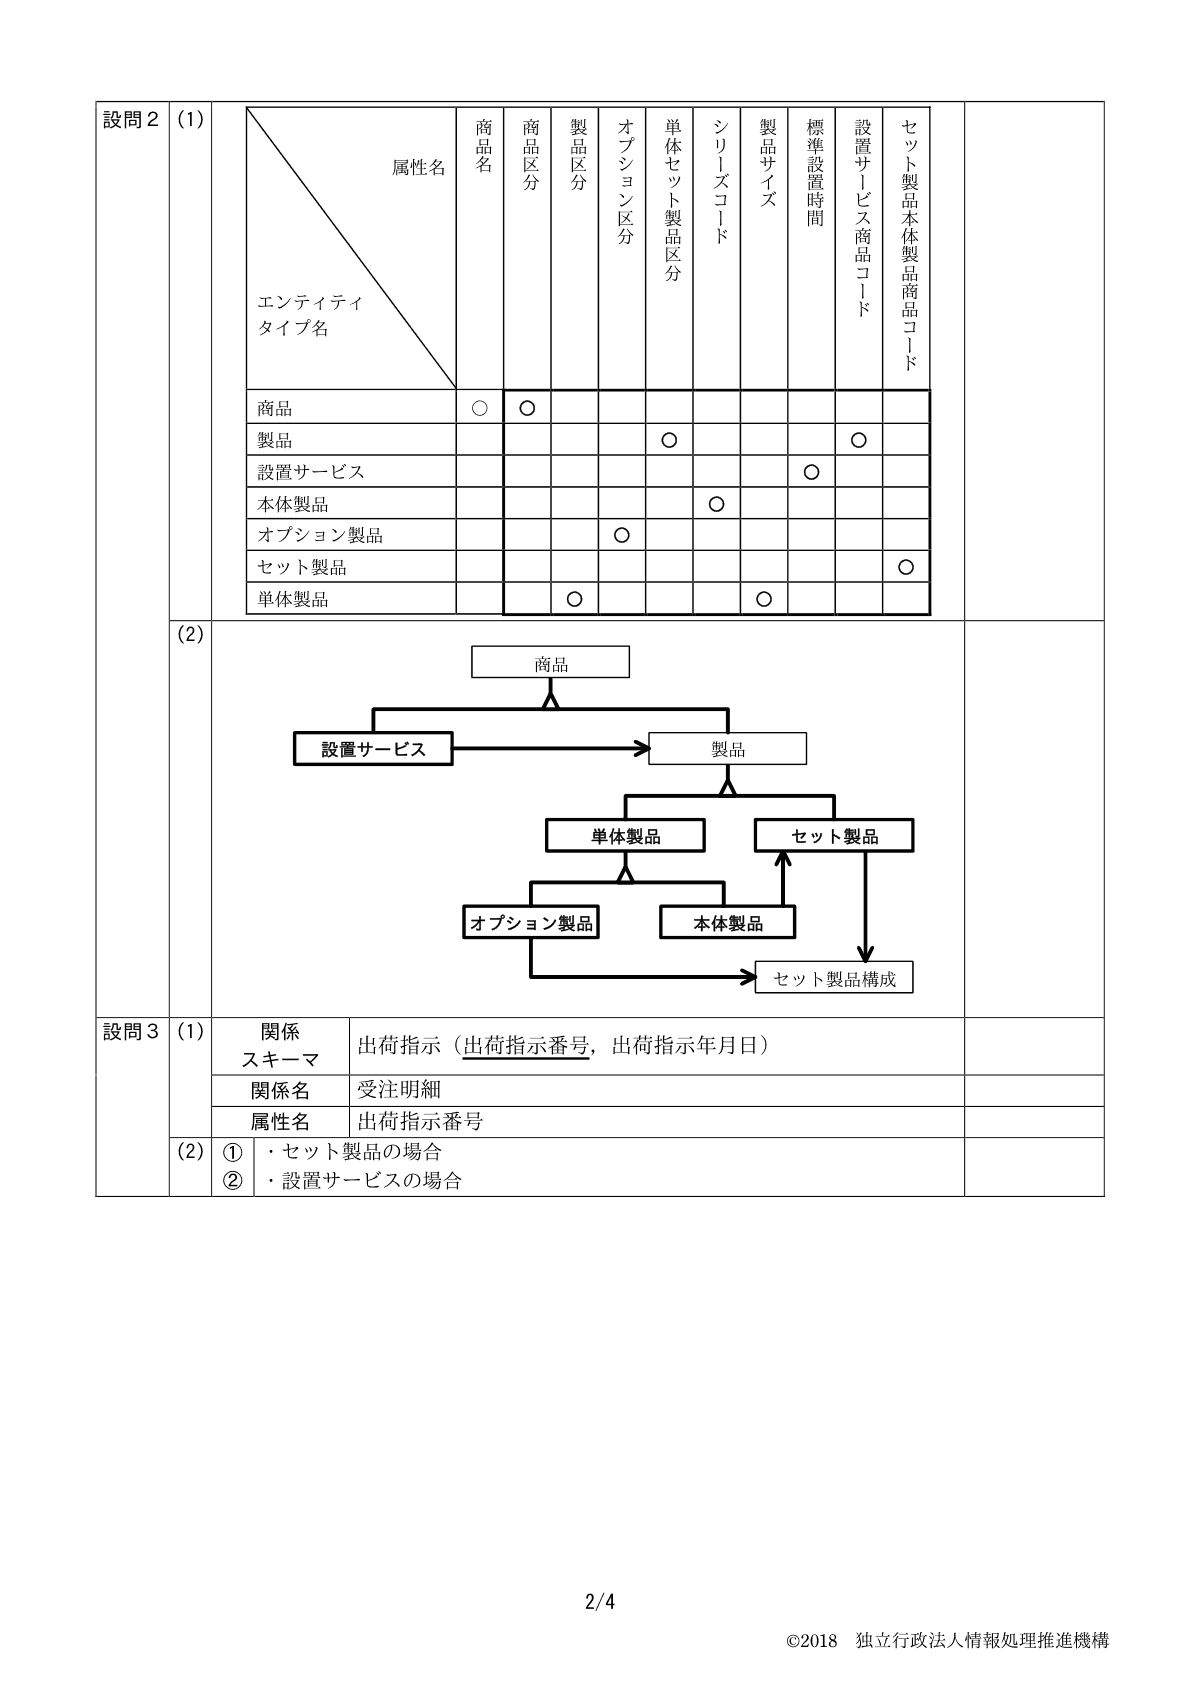 設問２
(1)
属性名
エンティティ
タイプ名
商品名
商品区分
製品区分
オプション区分
単体セット製品区分
シリーズコード
製品サイズ
標準設置時間
設置サービス商品コード
セット製品本体製品商品コード
商品 ○ ○
製品 ○ ○
設置サービス ○
本体製品 ○
オプション製品 ○
セット製品 ○
単体製品 ○ ○
(2)
商品
設置サービス
製品
単体製品
セット製品
オプション製品
本体製品
セット製品構成
設問３
(1)
関係
スキーマ
出荷指示（出荷指示番号，出荷指示年月日）
関係名
受注明細
属性名
出荷指示番号
(2)
① ・セット製品の場合
② ・設置サービスの場合
2/4
©2018　独立行政法人情報処理推進機構